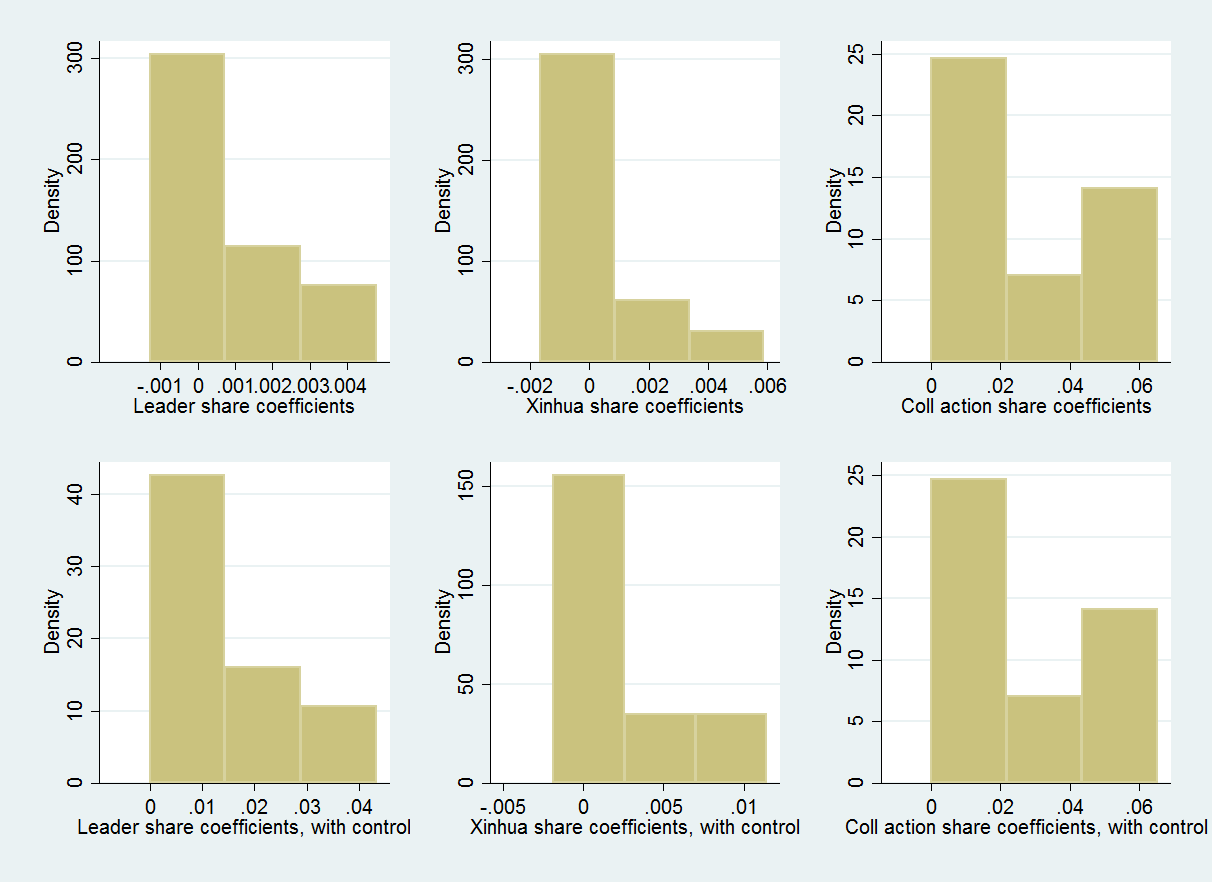 Density
300
200
100
0
-.001 0 .001 .002 .003 .004
Leader share coefficients
Density
300
200
100
0
-.002 0 .002 .004 .006
Xinhua share coefficients
Density
25
20
15
10
5
0
0 .02 .04 .06
Coll action share coefficients
Density
40
30
20
10
0
0 .01 .02 .03 .04
Leader share coefficients, with control
Density
150
100
50
0
-.005 0 .005 .01
Xinhua share coefficients, with control
Density
25
20
15
10
5
0
0 .02 .04 .06
Coll action share coefficients, with control